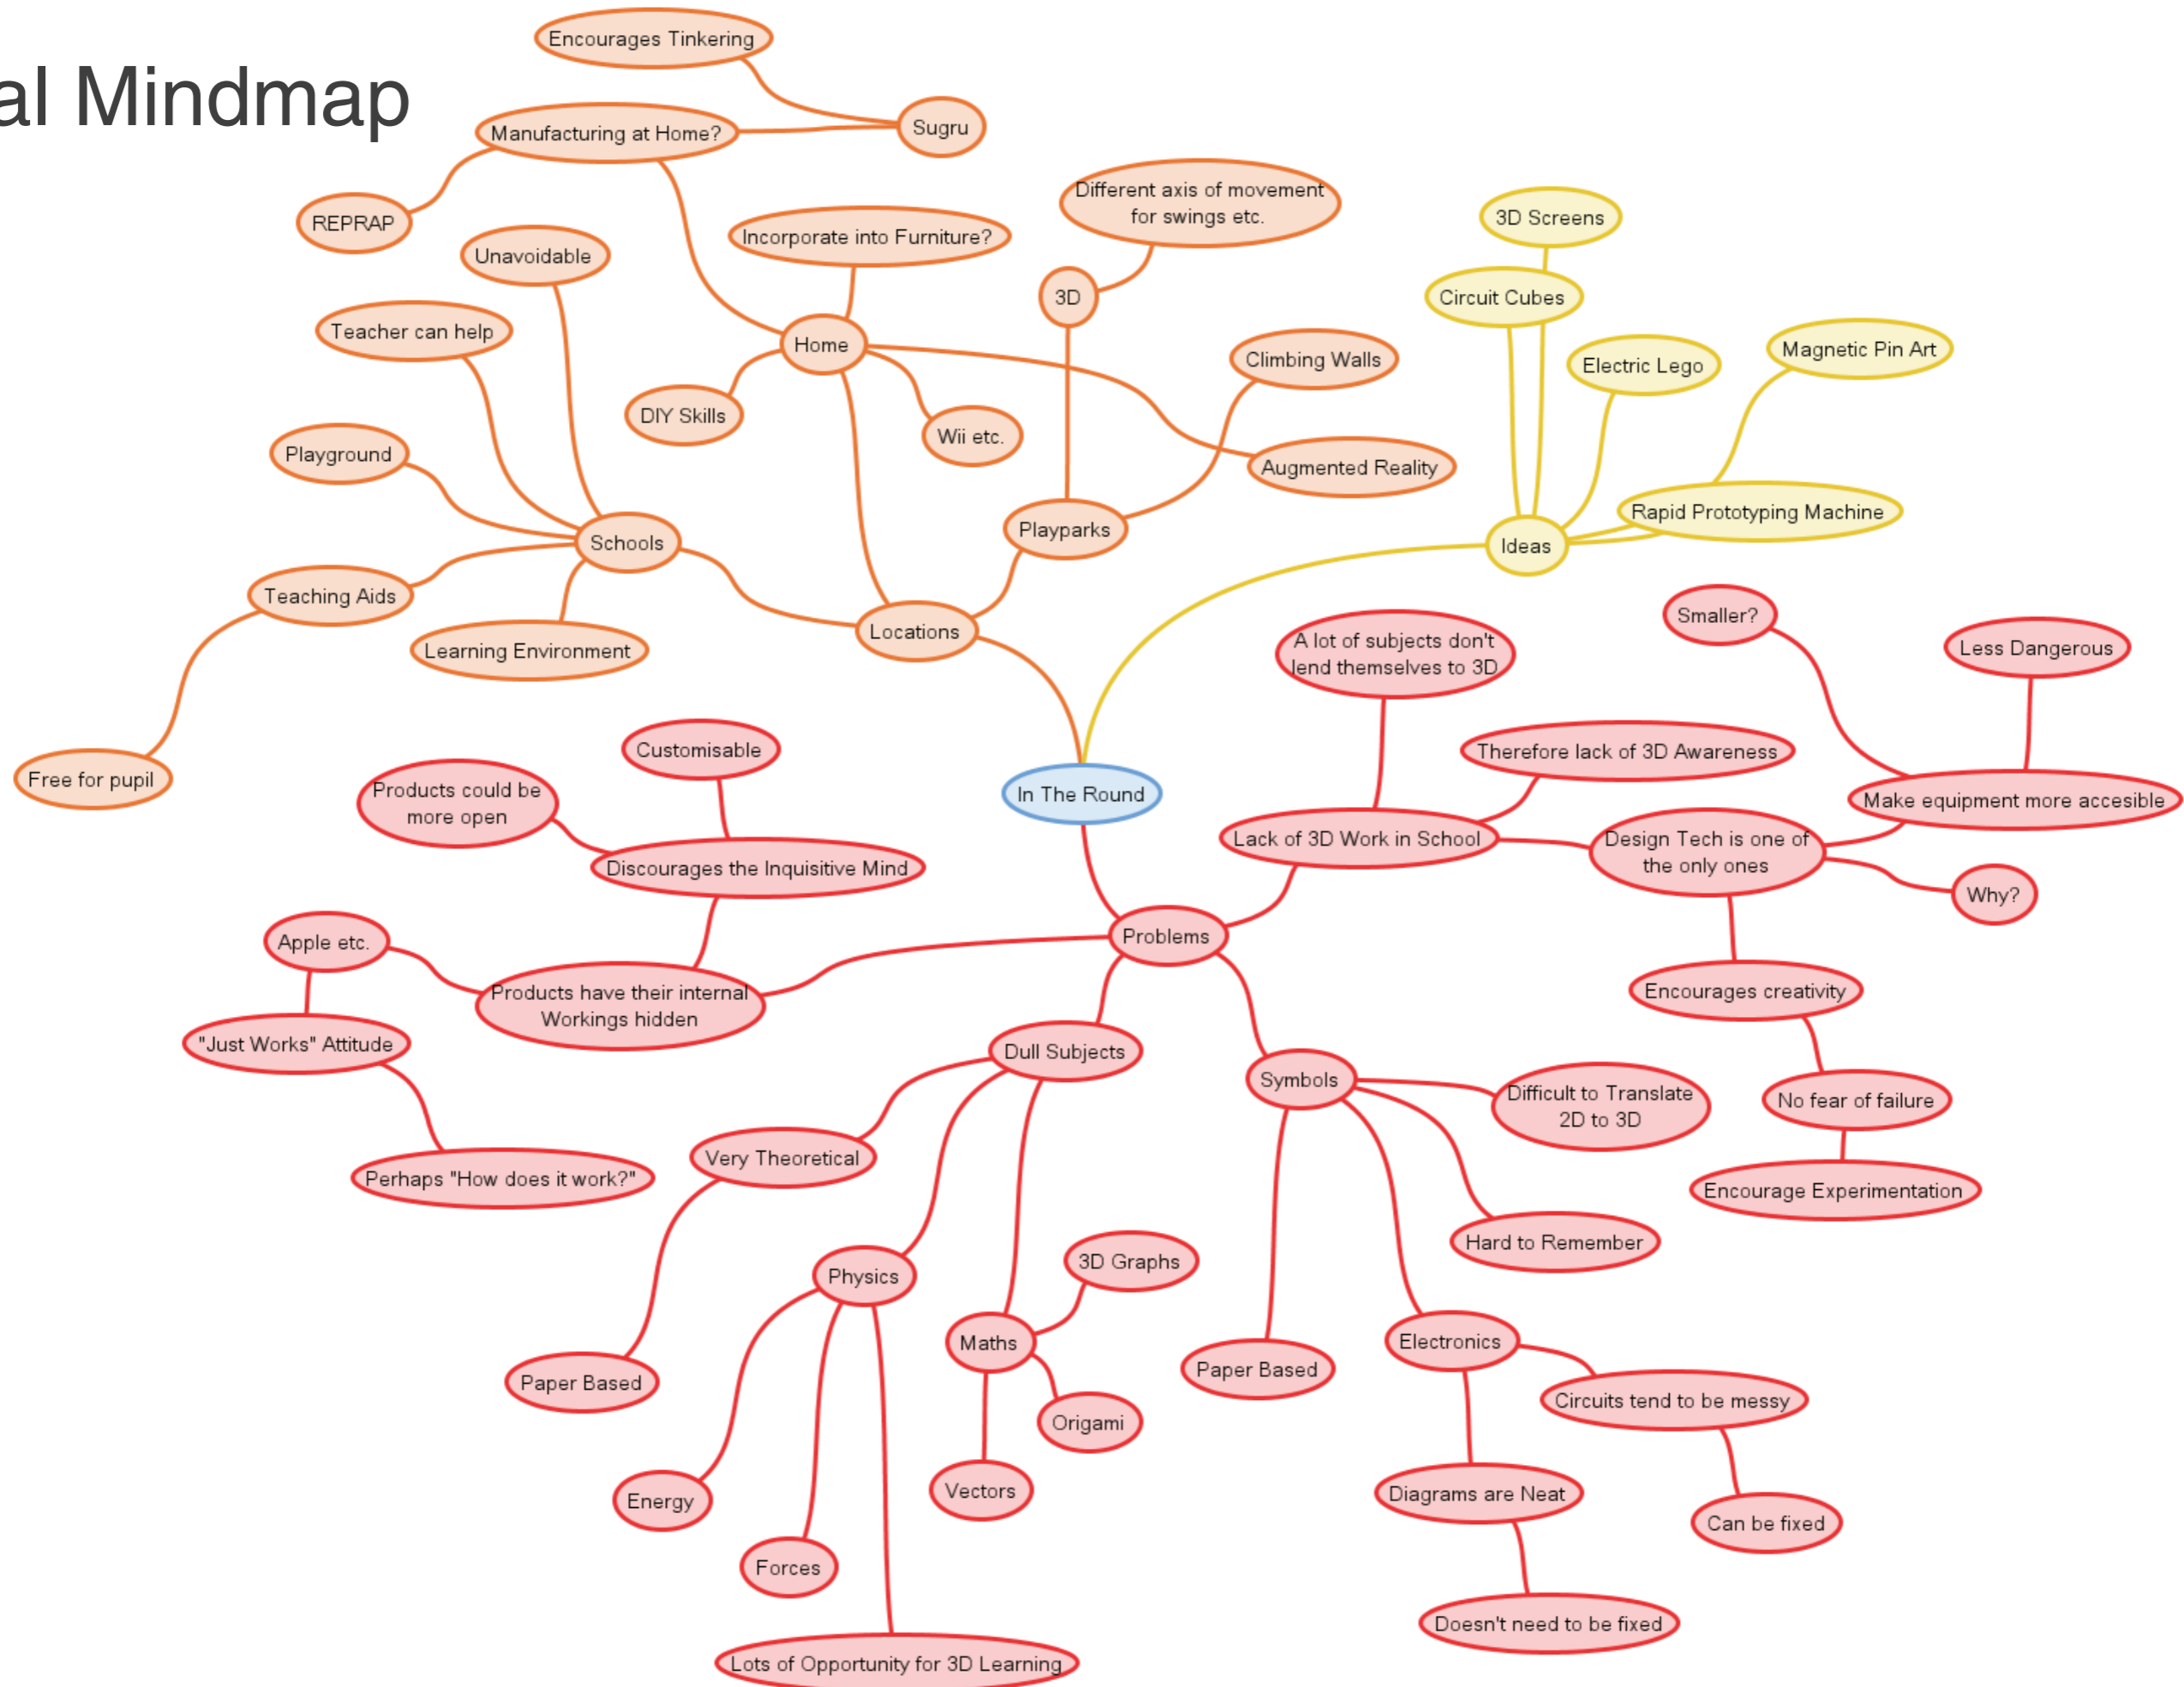 al Mindmap
Encourages Tinkering
Manufacturing at Home?
Sugru
REPRAP
Unavoidable
Incorporate into Furniture?
Different axis of movement
for swings etc.
3D
Teacher can help
Home
Climbing Walls
DIY Skills
Wii etc.
Augmented Reality
Playground
Schools
Playparks
Teaching Aids
Learning Environment
Locations
Free for pupil
3D Screens
Circuit Cubes
Electric Lego
Magnetic Pin Art
Rapid Prototyping Machine
Ideas
In The Round
Smaller?
Less Dangerous
A lot of subjects don't
lend themselves to 3D
Therefore lack of 3D Awareness
Make equipment more accesible
Lack of 3D Work in School
Design Tech is one of
the only ones
Why?
Encourages creativity
No fear of failure
Encourage Experimentation
Problems
Customisable
Products could be
more open
Discourages the Inquisitive Mind
Apple etc.
Products have their internal
Workings hidden
"Just Works" Attitude
Perhaps "How does it work?"
Dull Subjects
Very Theoretical
Paper Based
Physics
Energy
Forces
Lots of Opportunity for 3D Learning
Maths
3D Graphs
Origami
Vectors
Symbols
Difficult to Translate
2D to 3D
Hard to Remember
Paper Based
Electronics
Circuits tend to be messy
Can be fixed
Diagrams are Neat
Doesn't need to be fixed